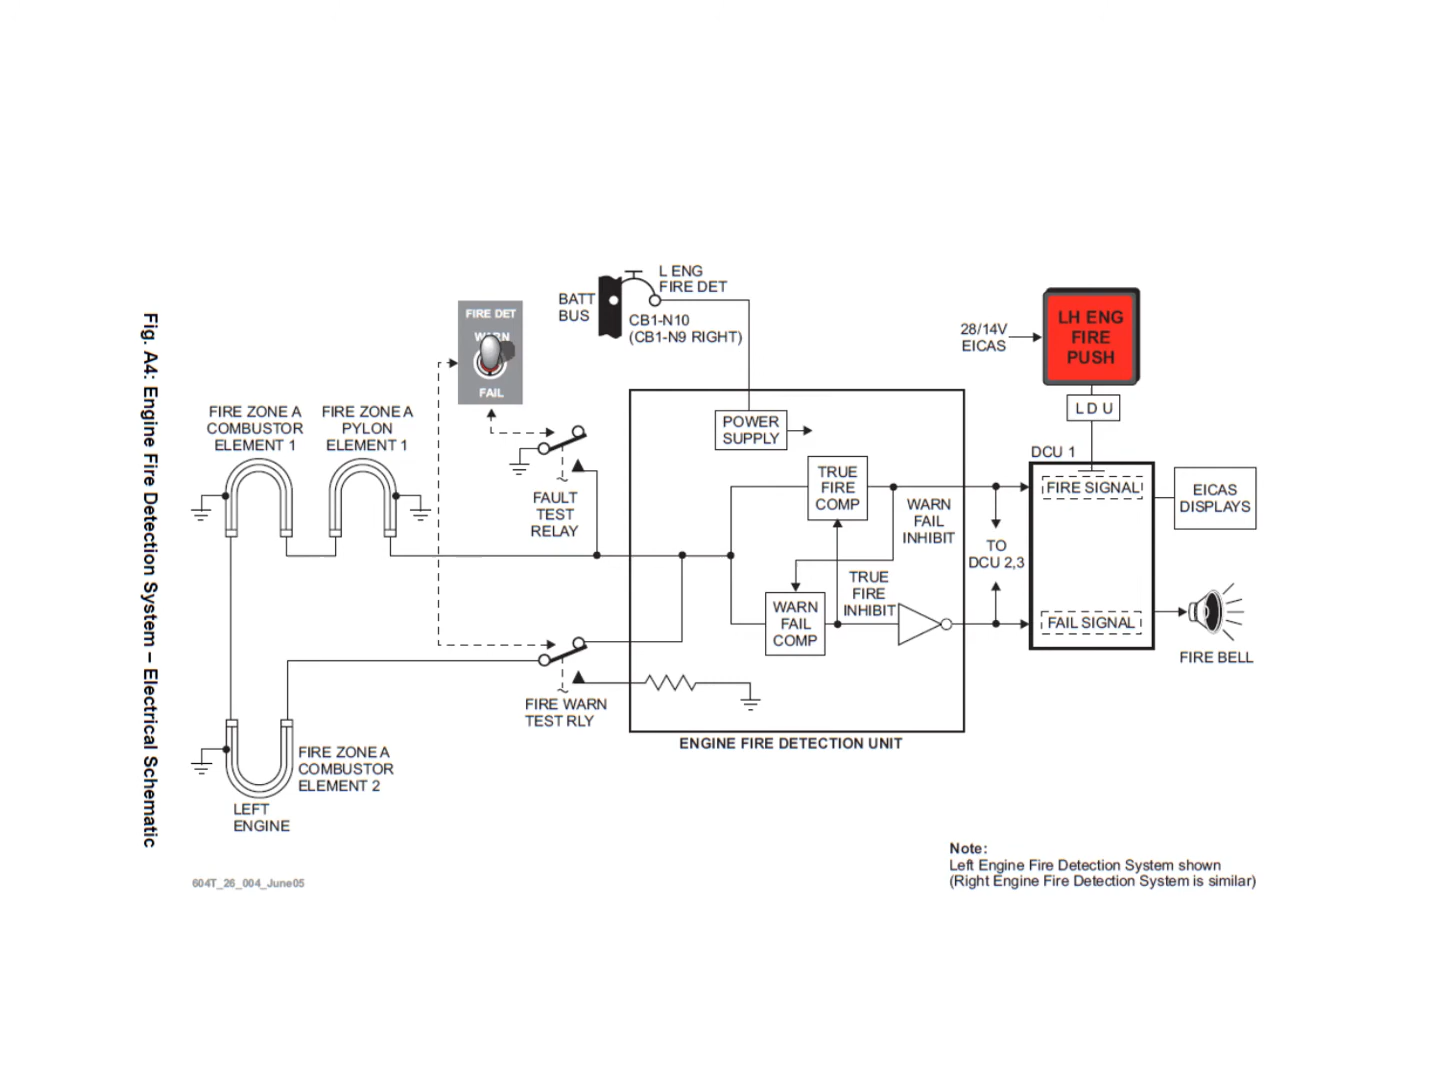 Fig. A4: Engine Fire Detection System – Electrical Schematic
L ENG
FIRE DET
BATT
BUS
CB1-N10
(CB1-N9 RIGHT)
FIRE DET
WARN
FAIL
28/14V
EICAS
LH ENG
FIRE
PUSH
LDU
FIRE ZONE A
COMBUSTOR
ELEMENT 1
FIRE ZONE A
PYLON
ELEMENT 1
POWER
SUPPLY
DCU 1
TRUE
FIRE
COMP
FIRE SIGNAL
EICAS
DISPLAYS
FAULT
TEST
RELAY
WARN
FAIL
INHIBIT
TO
DCU 2,3
TRUE
FIRE
INHIBIT
WARN
FAIL
COMP
FAIL SIGNAL
FIRE BELL
FIRE WARN
TEST RLY
ENGINE FIRE DETECTION UNIT
FIRE ZONE A
COMBUSTOR
ELEMENT 2
LEFT
ENGINE
Note:
Left Engine Fire Detection System shown
(Right Engine Fire Detection System is similar)
604T_26_004_June05